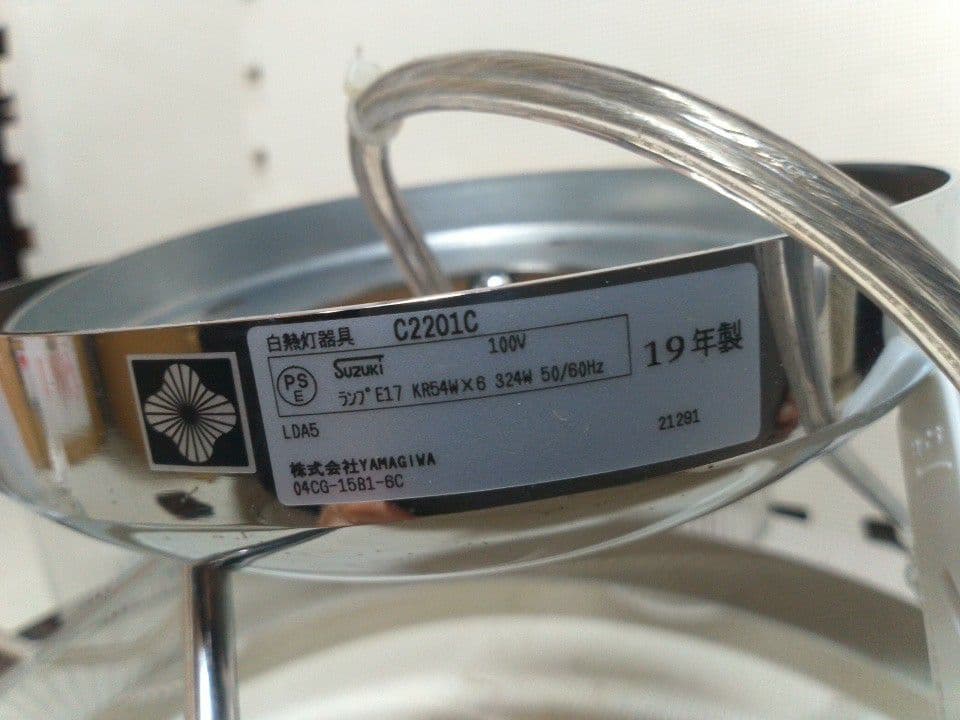 白熱灯器具 C2201C
PS E Suzuki 100V
ランプ E17 KR54W×6 324W 50/60Hz
19年製
LDA5 21291
株式会社YAMAGIWA
04CG-15B1-6C